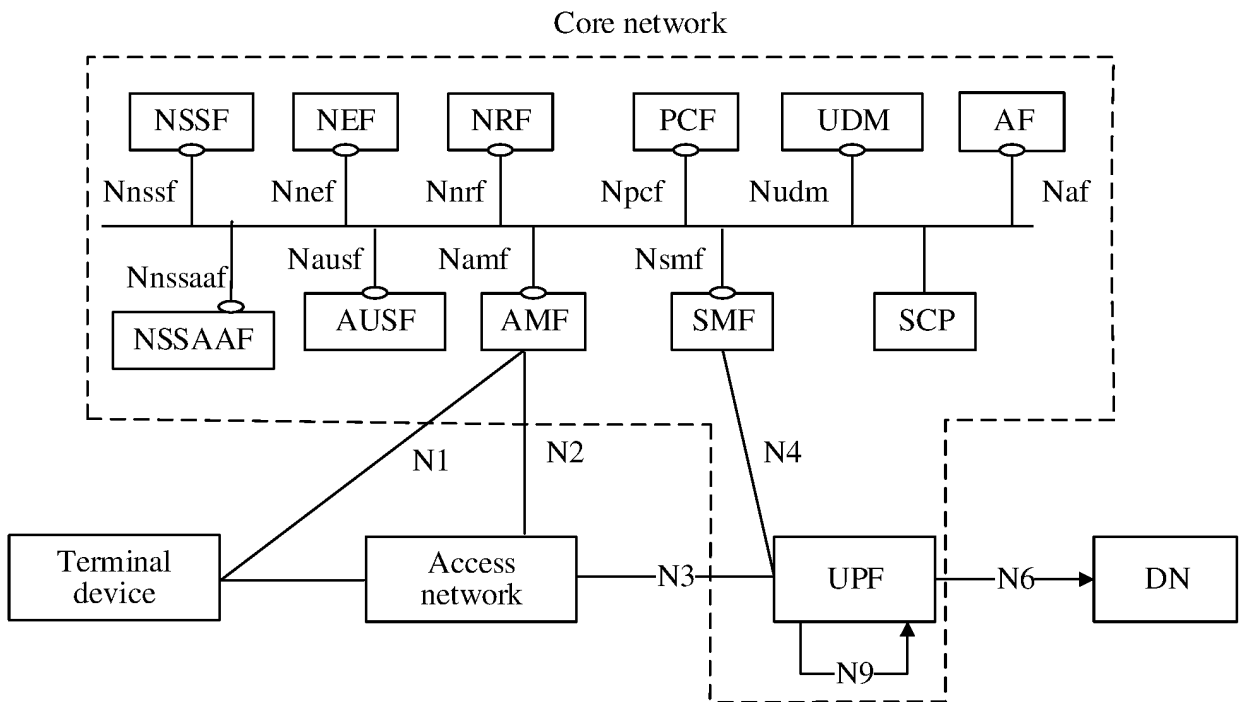 Core network
NSSF NEF NRF PCF UDM AF
Nnssf Nnef Nnrf Npcf Nudm Naf
Nnssaaf Nausf Namf Nsmf
NSSAAF AUSF AMF SMF SCP
N1 N2 N4
Terminal
device
Access
network
N3
UPF
N6
DN
N9